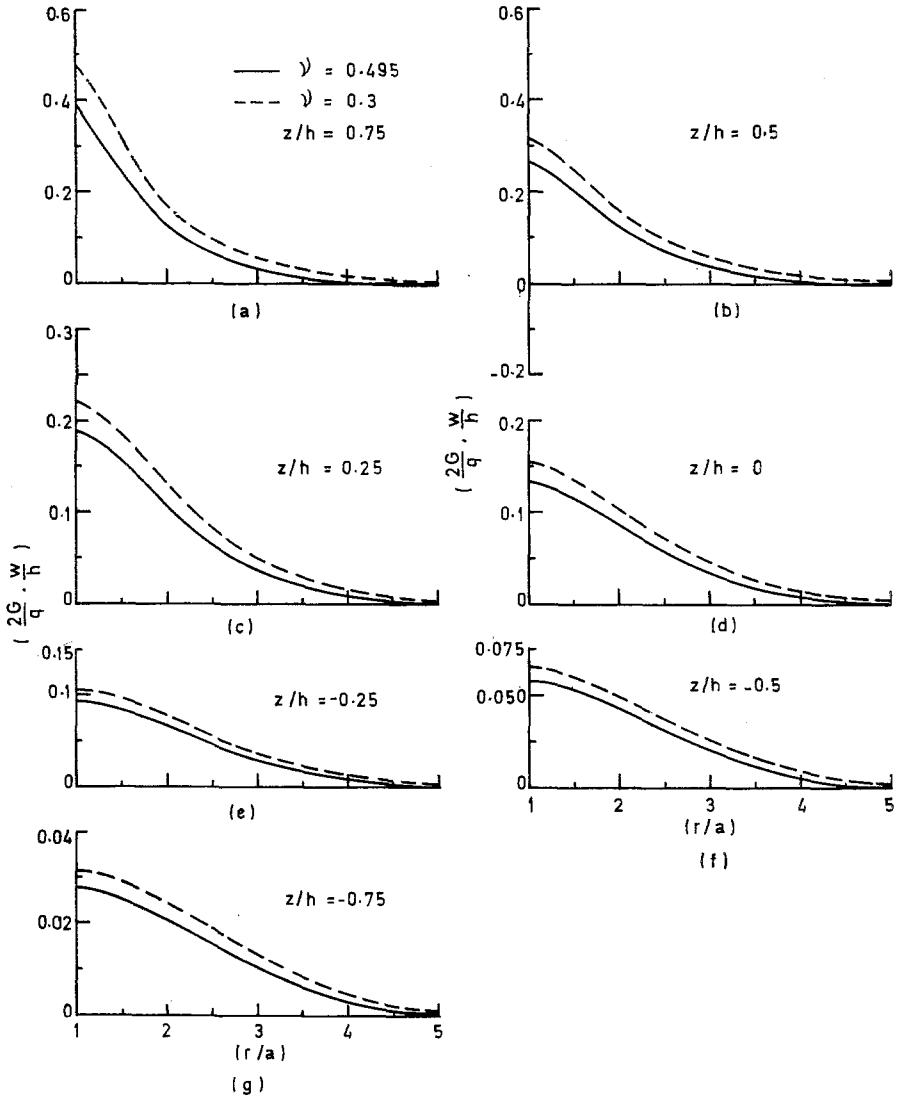 0.6
0.4
0.2
0
ν = 0.495
ν = 0.3
z/h = 0.75
(a)
0.6
0.4
0.2
0
-0.2
z/h = 0.5
(b)
0.3
0.2
0.1
0
z/h = 0.25
(c)
(2G/q . w/h)
0.2
0.1
0
z/h = 0
(d)
(2G/q . w/h)
0.15
0.1
0
z/h = -0.25
(e)
0.075
0.050
0
z/h = -0.5
1 2 3 4 5
(r/a)
(f)
0.04
0.02
0
z/h = -0.75
1 2 3 4 5
(r/a)
(g)